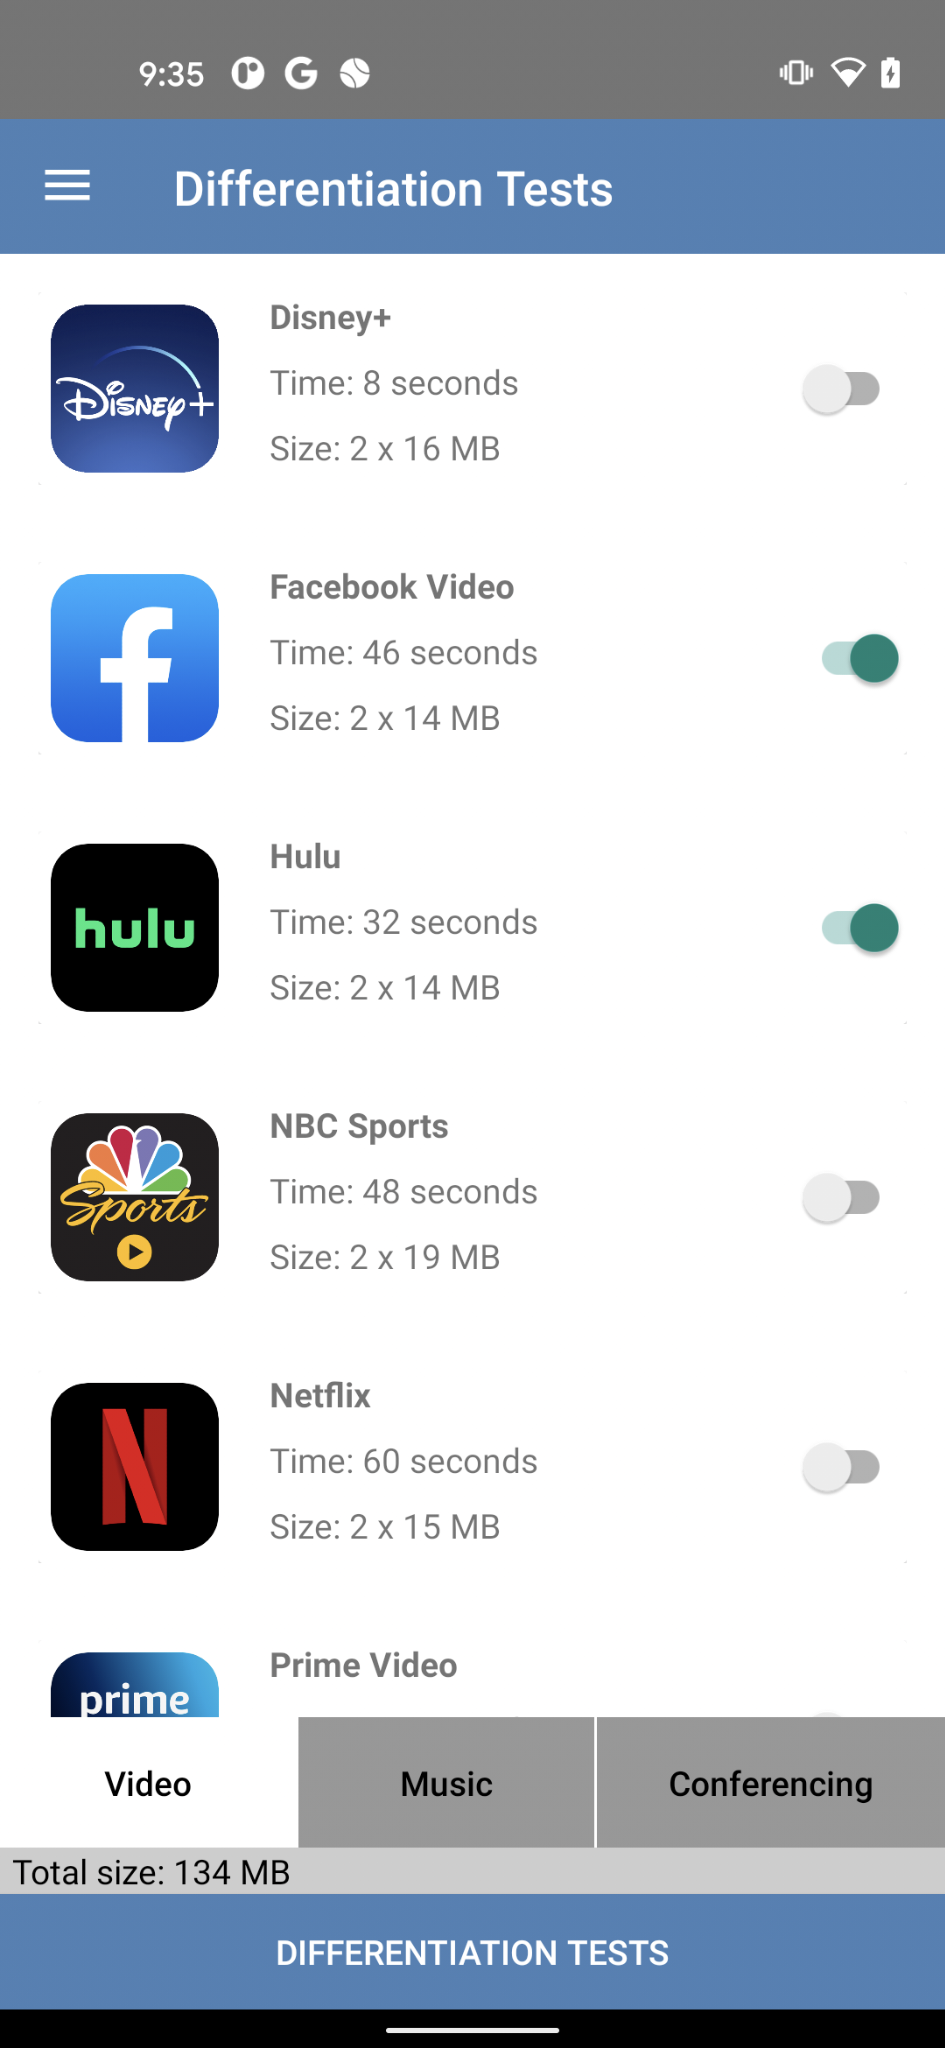 9:35
Differentiation Tests
Disney+
Disney+
Time: 8 seconds
Size: 2 x 16 MB
Facebook Video
Time: 46 seconds
Size: 2 x 14 MB
hulu
Hulu
Time: 32 seconds
Size: 2 x 14 MB
Sports
NBC Sports
Time: 48 seconds
Size: 2 x 19 MB
Netflix
Time: 60 seconds
Size: 2 x 15 MB
prime
Prime Video
Video
Music
Conferencing
Total size: 134 MB
DIFFERENTIATION TESTS